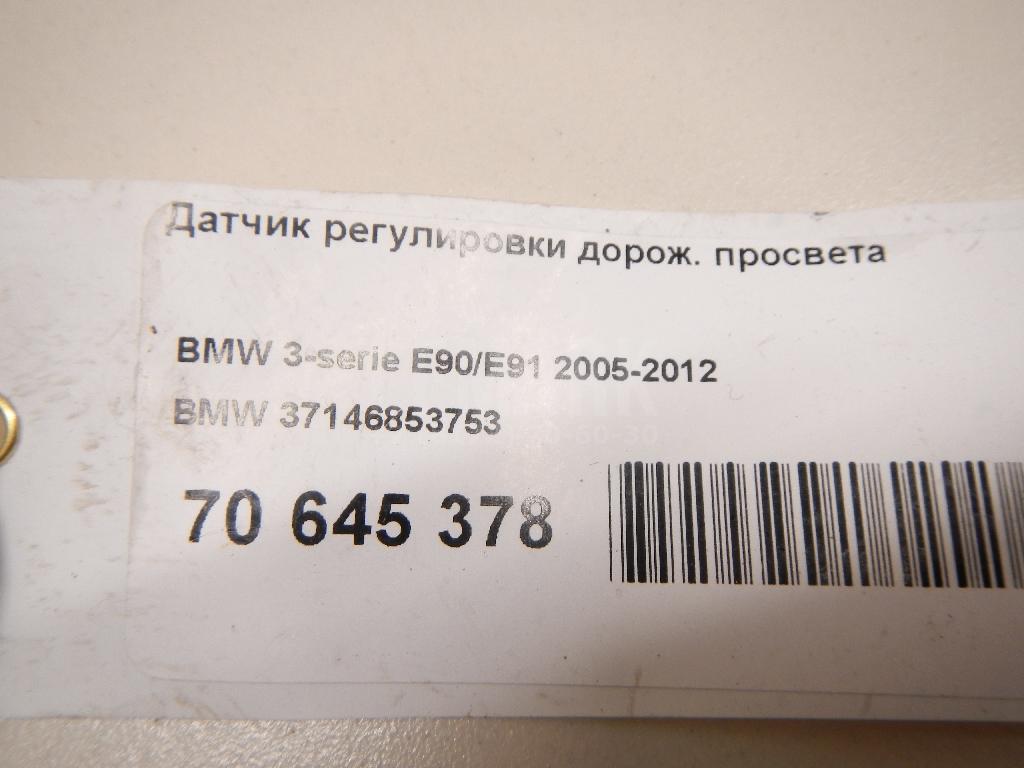 Датчик регулировки дорож. просвета
BMW 3-serie E90/E91 2005-2012
BMW 37146853753
70 645 378